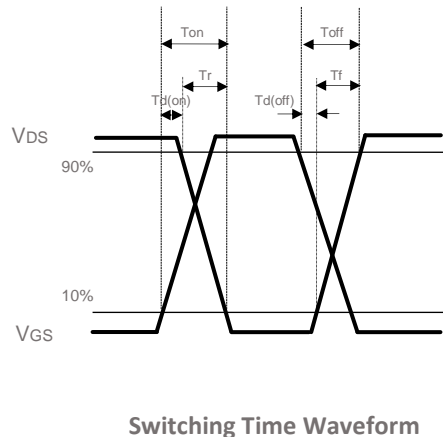 Ton
Toff
Tr
Tf
Td(on)
Td(off)
VDS
90%
10%
VGS
Switching Time Waveform